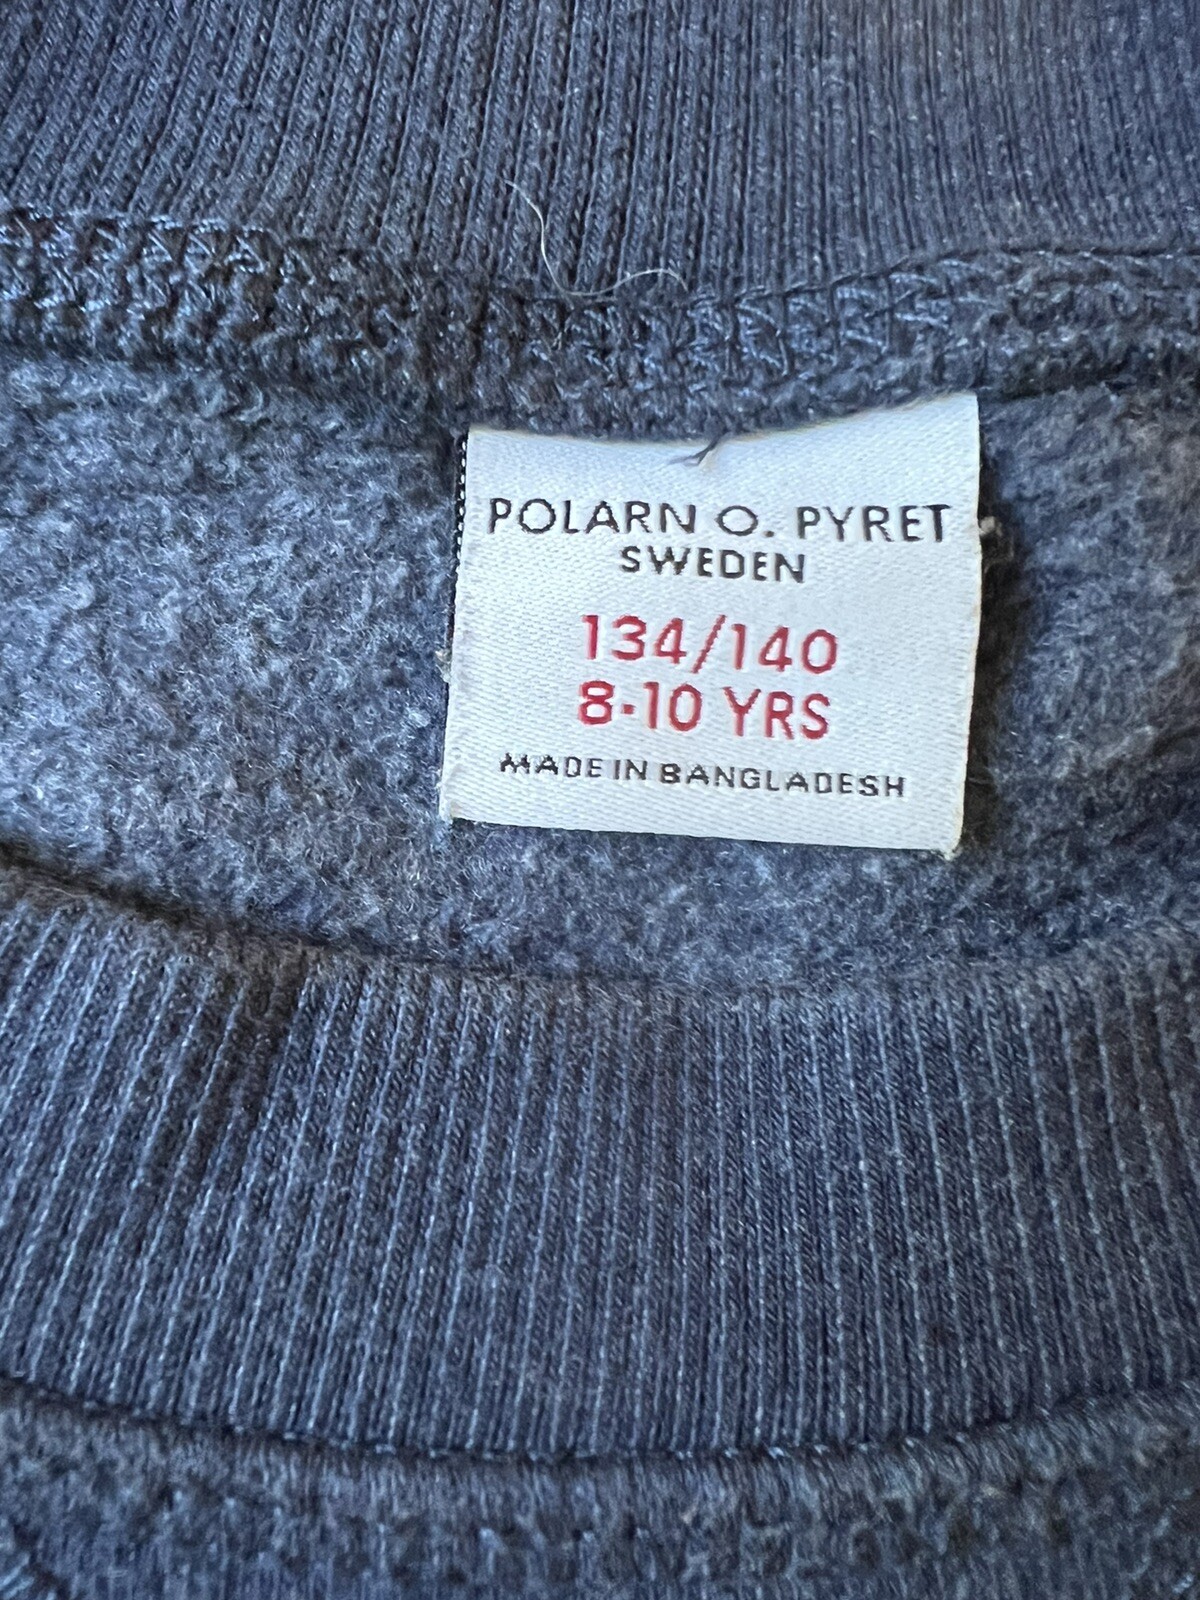 POLARN O. PYRET
SWEDEN
134/140
8-10 YRS
MADE IN BANGLADESH